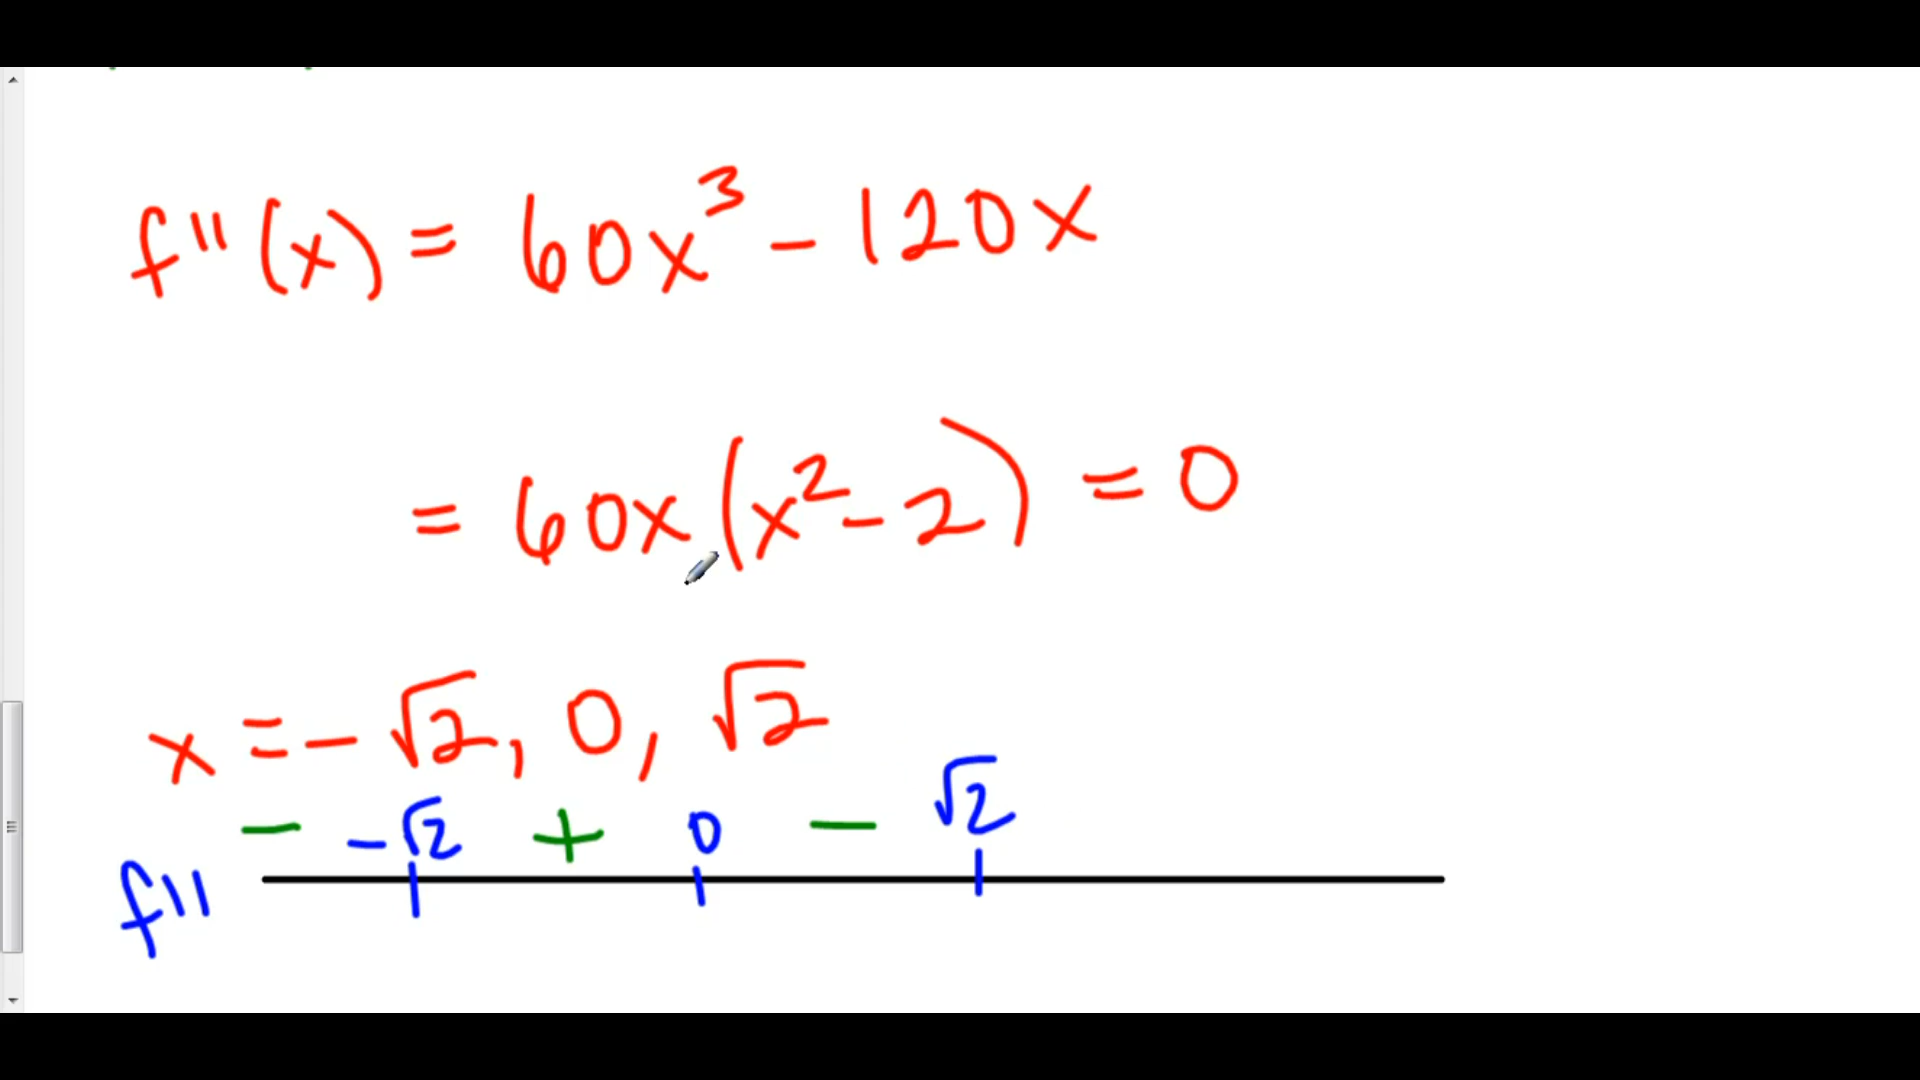 f''(x) = 60x³ - 120x
= 60x(x² - 2) = 0
x = -√2, 0, √2
- -√2 + 0 - √2
f''